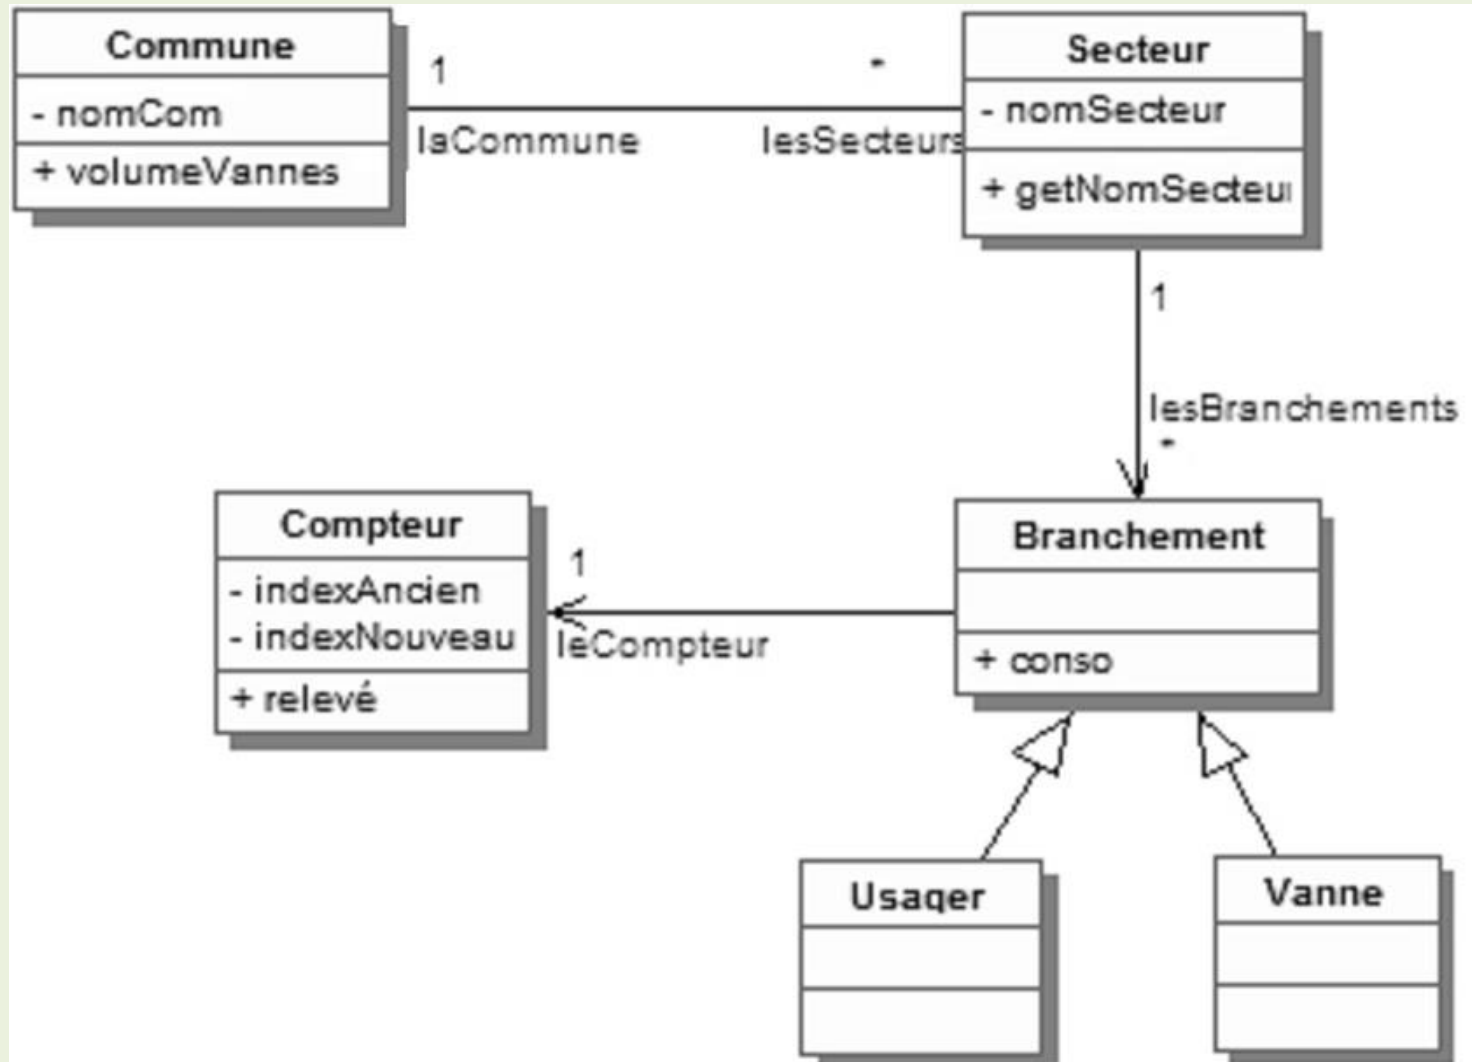 Commune
- nomCom
+ volumeVannes
1
laCommune
*
lesSecteurs
Secteur
- nomSecteur
+ getNomSecteur
1
lesBranchements
*
Compteur
- indexAncien
- indexNouveau
+ relevé
1
leCompteur
Branchement
+ conso
Usager
Vanne